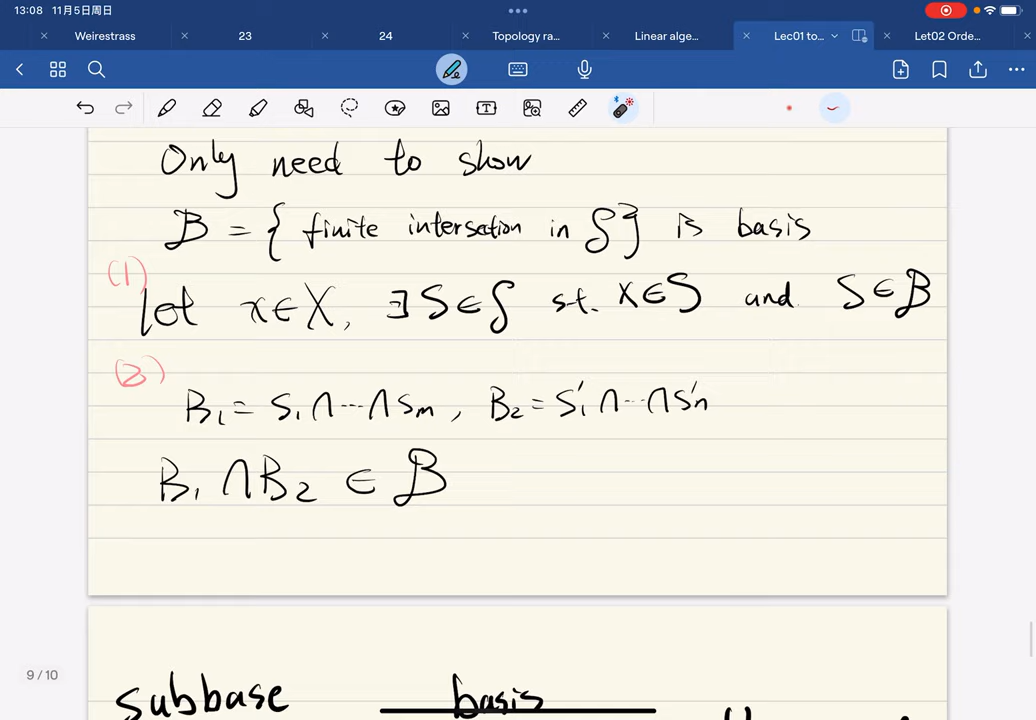 13:08 11月5日周日
Weirestrass 23 24 Topology ra... Linear alge... Lec01 to... Let02 Orde...
Only need to show
B = { finite intersection in S } is basis
(1)
let x ∈ X, ∃ S ∈ S st. x ∈ S and S ∈ B
(2)
B₁ = S₁ ∩ ... ∩ Sm, B₂ = S'₁ ∩ ... ∩ S'n
B₁ ∩ B₂ ∈ B
9 / 10
subbase basis